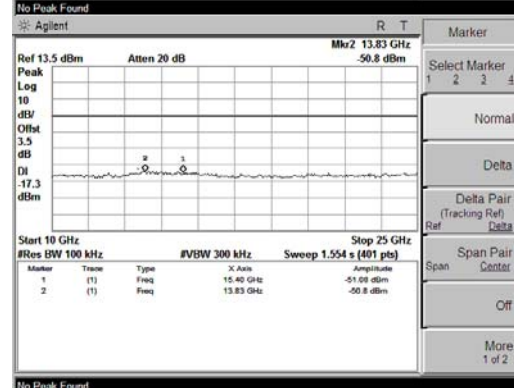 No Peak Found
Agilent R T
Mkr2 13.83 GHz
Ref 13.5 dBm Atten 20 dB -50.8 dBm
Peak
Log
10
dB/
Offst
3.5
dB
DI
-17.3
dBm
2 1
Start 10 GHz Stop 25 GHz
#Res BW 100 kHz #VBW 300 kHz Sweep 1.554 s (401 pts)
Marker Trace Type X Axis Amplitude
1 (1) Freq 15.40 GHz -51.08 dBm
2 (1) Freq 13.83 GHz -50.8 dBm
Marker
Select Marker
1 2 3 4
Normal
Delta
Delta Pair
(Tracking Ref)
Ref Delta
Span Pair
Span Center
Off
More
1 of 2
No Peak Found